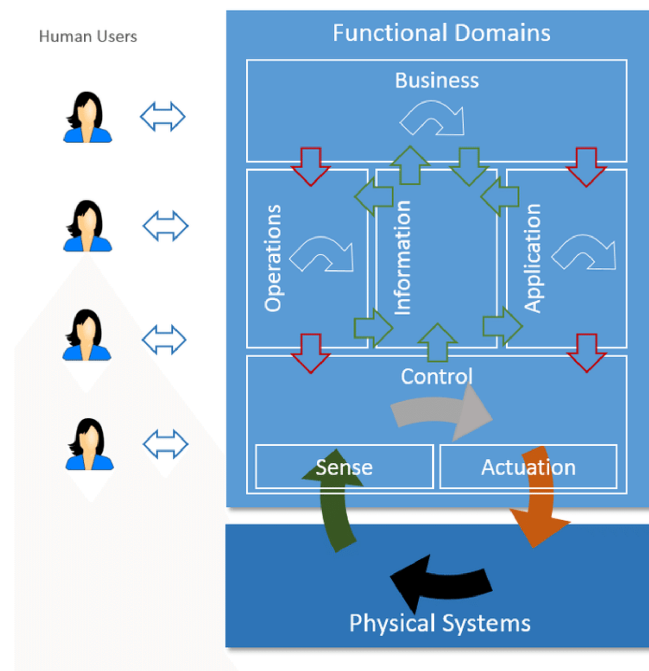 Human Users
Functional Domains
Business
Operations
Information
Application
Control
Sense
Actuation
Physical Systems